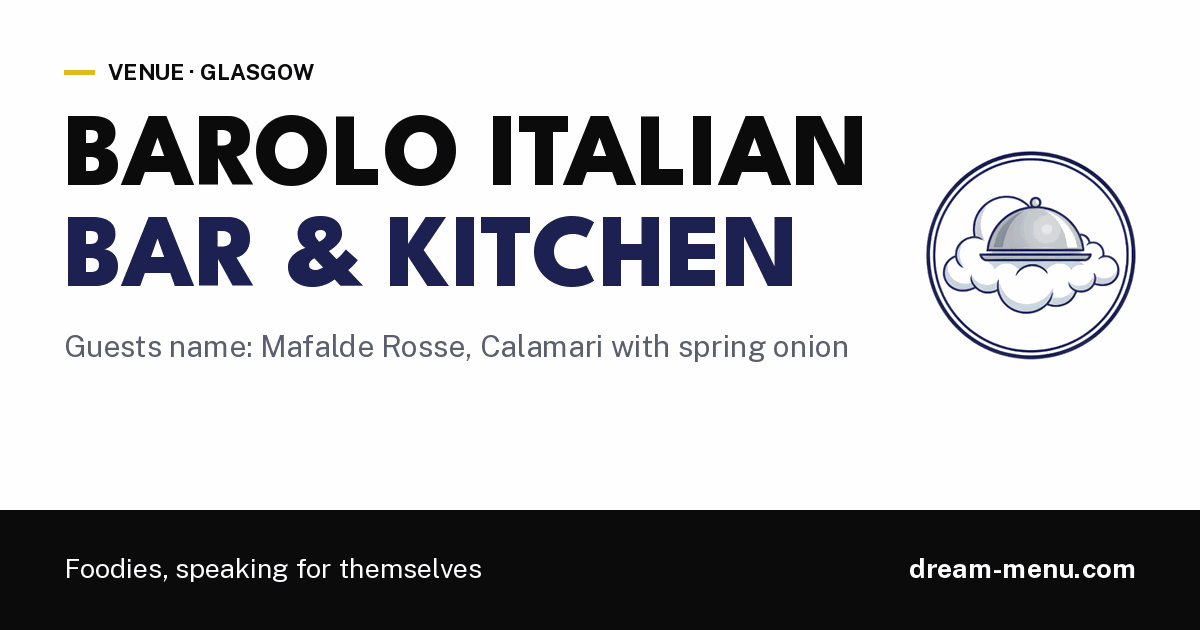 VENUE · GLASGOW
BAROLO ITALIAN
BAR & KITCHEN
Guests name: Mafalde Rosse, Calamari with spring onion
Foodies, speaking for themselves
dream-menu.com